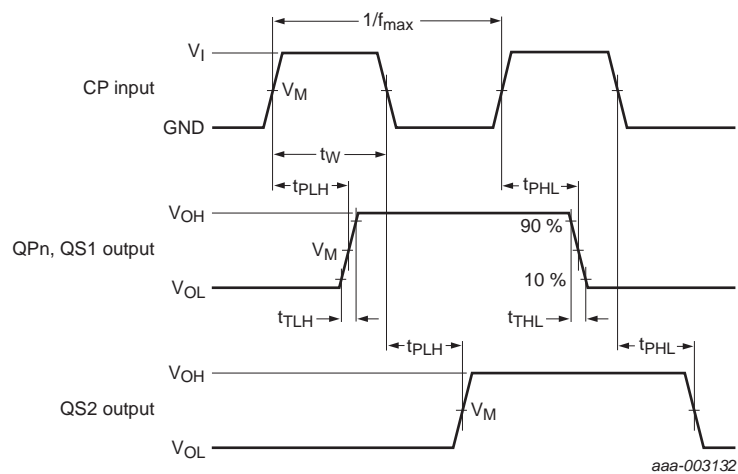 1/fmax
VI
CP input
VM
GND
tW
tPLH
tPHL
VOH
90 %
QPn, QS1 output
VM
10 %
VOL
tTLH
tTHL
tPLH
tPHL
VOH
QS2 output
VM
VOL
aaa-003132